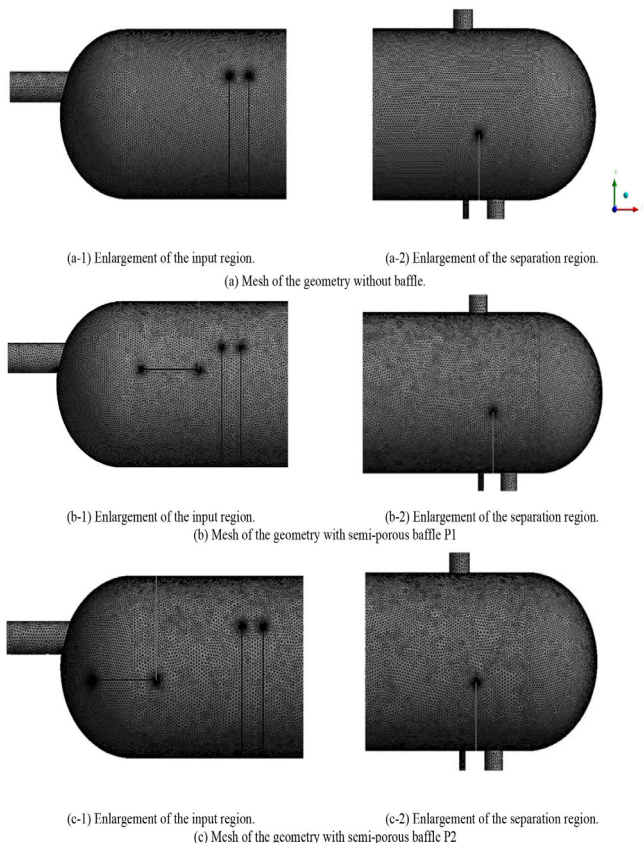 (a-1) Enlargement of the input region.
(a-2) Enlargement of the separation region.
(a) Mesh of the geometry without baffle.
(b-1) Enlargement of the input region.
(b-2) Enlargement of the separation region.
(b) Mesh of the geometry with semi-porous baffle P1
(c-1) Enlargement of the input region.
(c-2) Enlargement of the separation region.
(c) Mesh of the geometry with semi-porous baffle P2